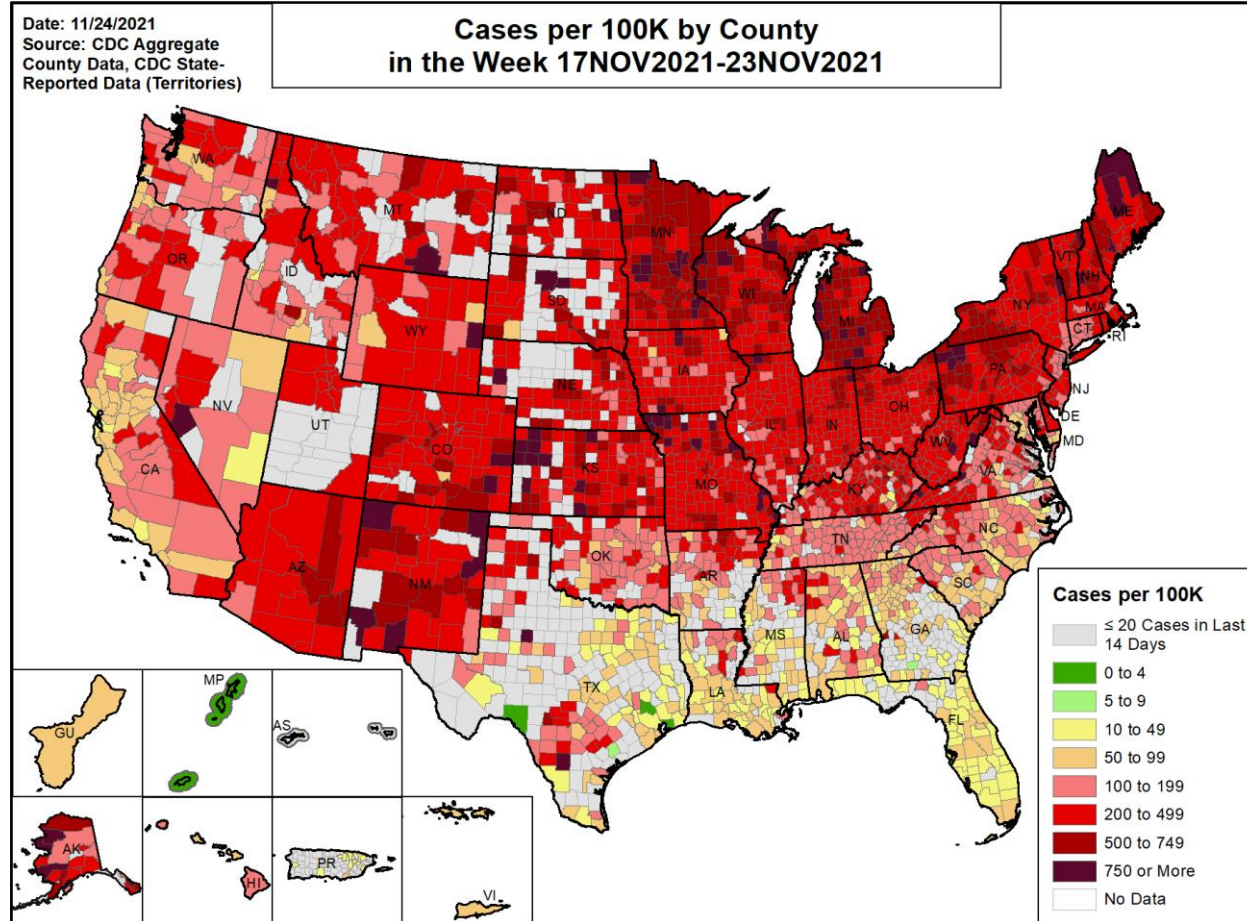 Date: 11/24/2021
Source: CDC Aggregate
County Data, CDC State-
Reported Data (Territories)
Cases per 100K by County
in the Week 17NOV2021-23NOV2021
WA
MT
ND
MN
ME
OR
ID
SD
WI
MI
VT
NH
NY
MA
CT
RI
WY
IA
PA
NJ
NE
NV
UT
CO
IL
IN
OH
DE
MD
WV
VA
CA
KS
MO
KY
AZ
NM
OK
AR
TN
NC
SC
MS
AL
GA
TX
LA
FL
GU
MP
AS
AK
HI
PR
VI
Cases per 100K
≤ 20 Cases in Last
14 Days
0 to 4
5 to 9
10 to 49
50 to 99
100 to 199
200 to 499
500 to 749
750 or More
No Data